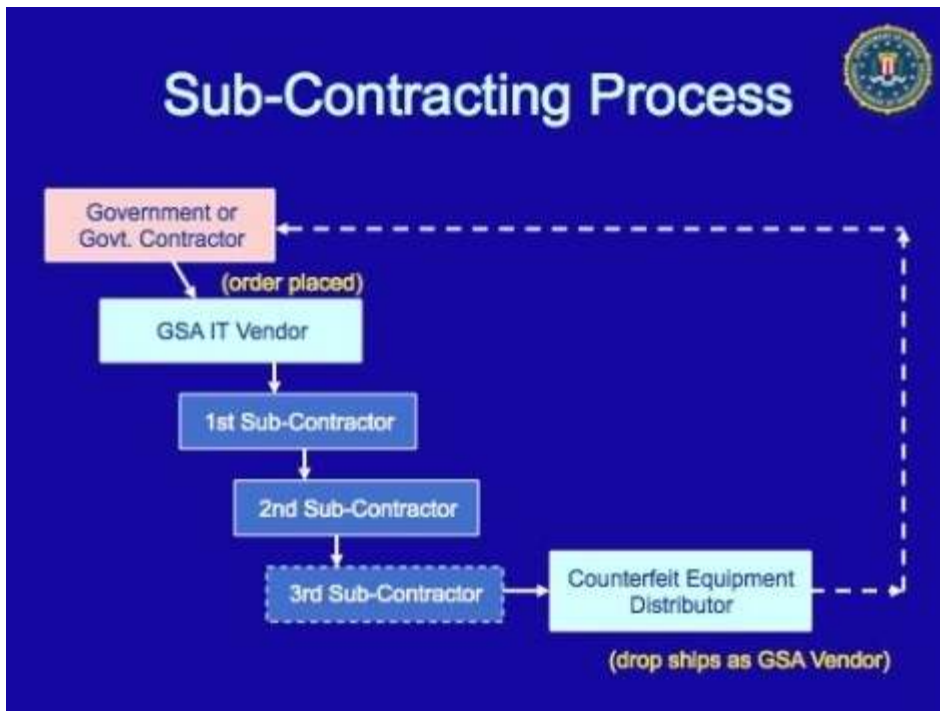 Sub-Contracting Process
Government or
Govt. Contractor
(order placed)
GSA IT Vendor
1st Sub-Contractor
2nd Sub-Contractor
3rd Sub-Contractor
Counterfeit Equipment
Distributor
(drop ships as GSA Vendor)